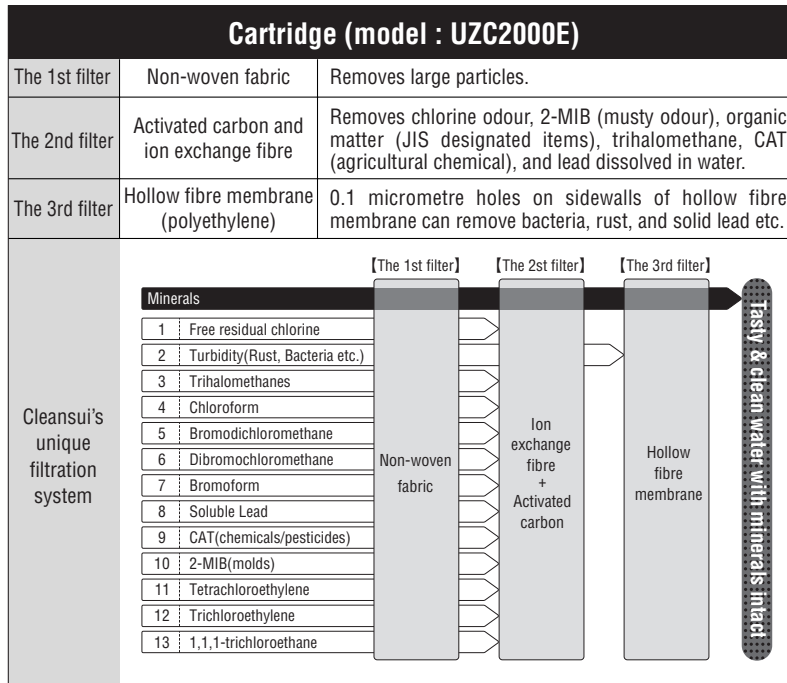 Cartridge (model : UZC2000E)
The 1st filter
Non-woven fabric
Removes large particles.
The 2nd filter
Activated carbon and
ion exchange fibre
Removes chlorine odour, 2-MIB (musty odour), organic
matter (JIS designated items), trihalomethane, CAT
(agricultural chemical), and lead dissolved in water.
The 3rd filter
Hollow fibre membrane
(polyethylene)
0.1 micrometre holes on sidewalls of hollow fibre
membrane can remove bacteria, rust, and solid lead etc.
Cleansui's
unique
filtration
system
【The 1st filter】
【The 2st filter】
【The 3rd filter】
Minerals
1 Free residual chlorine
2 Turbidity(Rust, Bacteria etc.)
3 Trihalomethanes
4 Chloroform
5 Bromodichloromethane
6 Dibromochloromethane
7 Bromoform
8 Soluble Lead
9 CAT(chemicals/pesticides)
10 2-MIB(molds)
11 Tetrachloroethylene
12 Trichloroethylene
13 1,1,1-trichloroethane
Non-woven
fabric
Ion
exchange
fibre
+
Activated
carbon
Hollow
fibre
membrane
Tasty & clean water with minerals intact